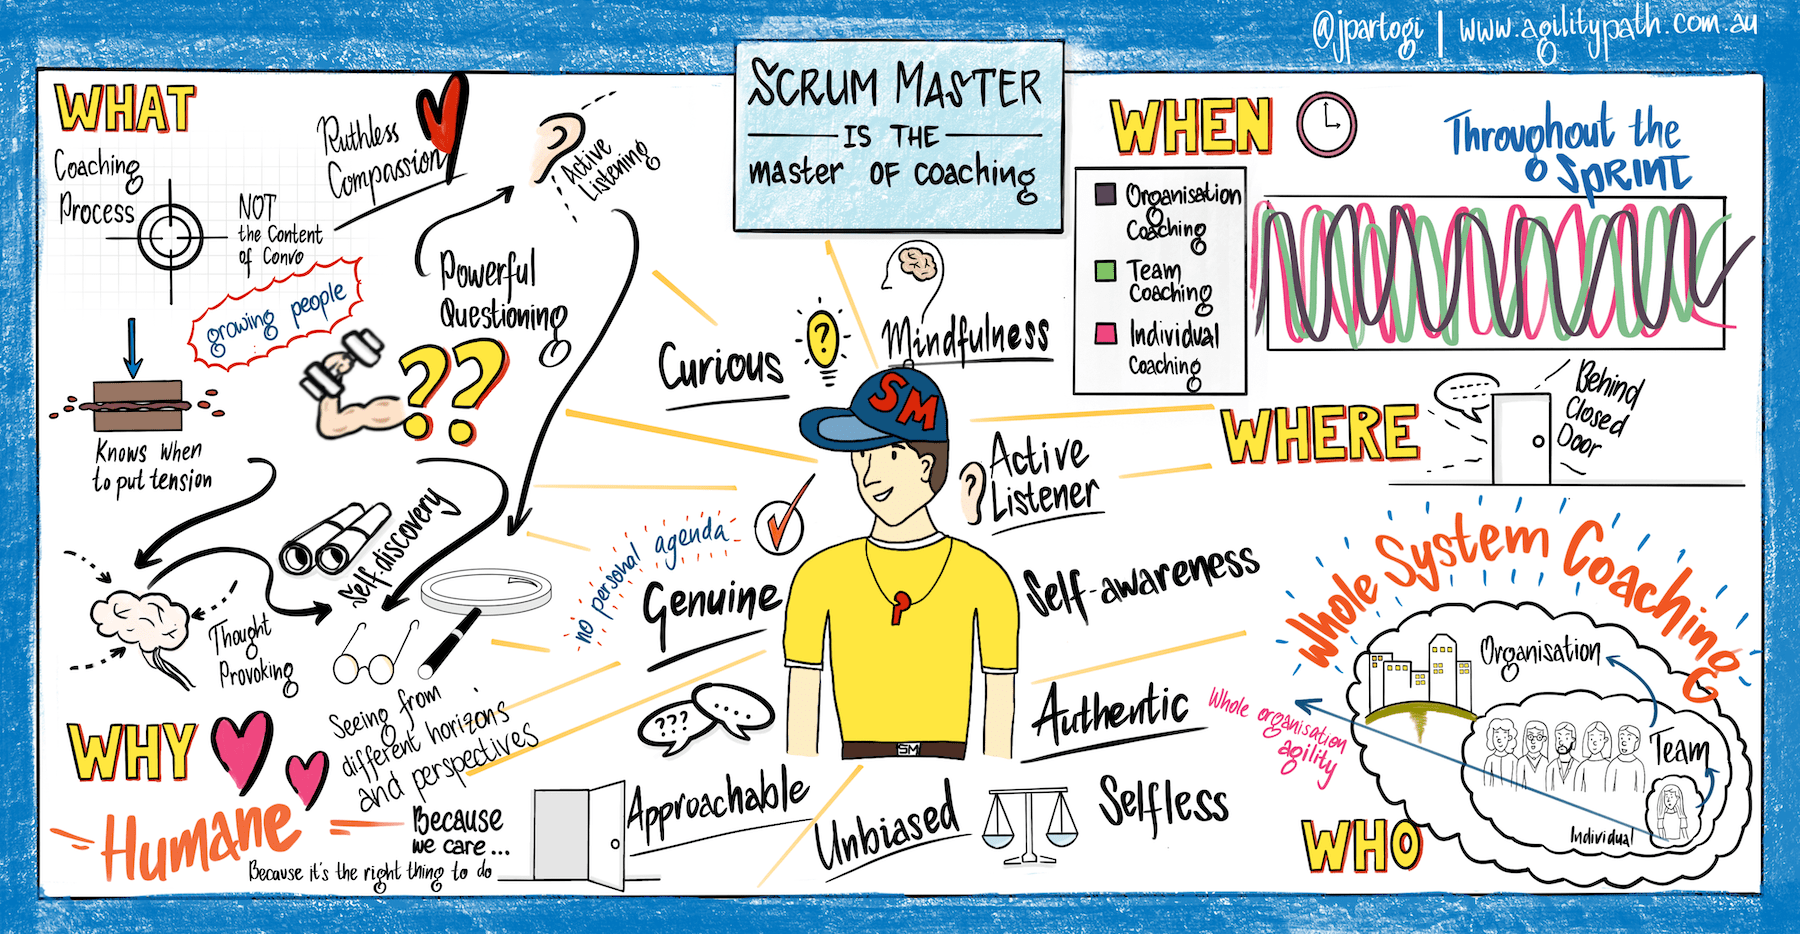 @jpartogi | www.agilitypath.com.au
SCRUM MASTER
IS THE
master OF coaching
WHAT
Coaching
Process
NOT
the Content
of Convo
Ruthless
Compassion
Active
Listening
growing people
Powerful
Questioning
??
Knows when
to put tension
Self-discovery
Thought
Provoking
Seeing from
different horizons
and perspectives
WHY
Humane
Because
we care...
Because it's the right thing to do
Curious
?
Mindfulness
SM
Active
Listener
no personal agenda
Genuine
Self-awareness
Authentic
SM
???
Approachable
Unbiased
Selfless
WHEN
Throughout the
SPRINT
Organisation
Coaching
Team
Coaching
Individual
Coaching
WHERE
Behind
Closed
Door
Whole System Coaching
Organisation
Team
Individual
Whole organisation
agility
WHO